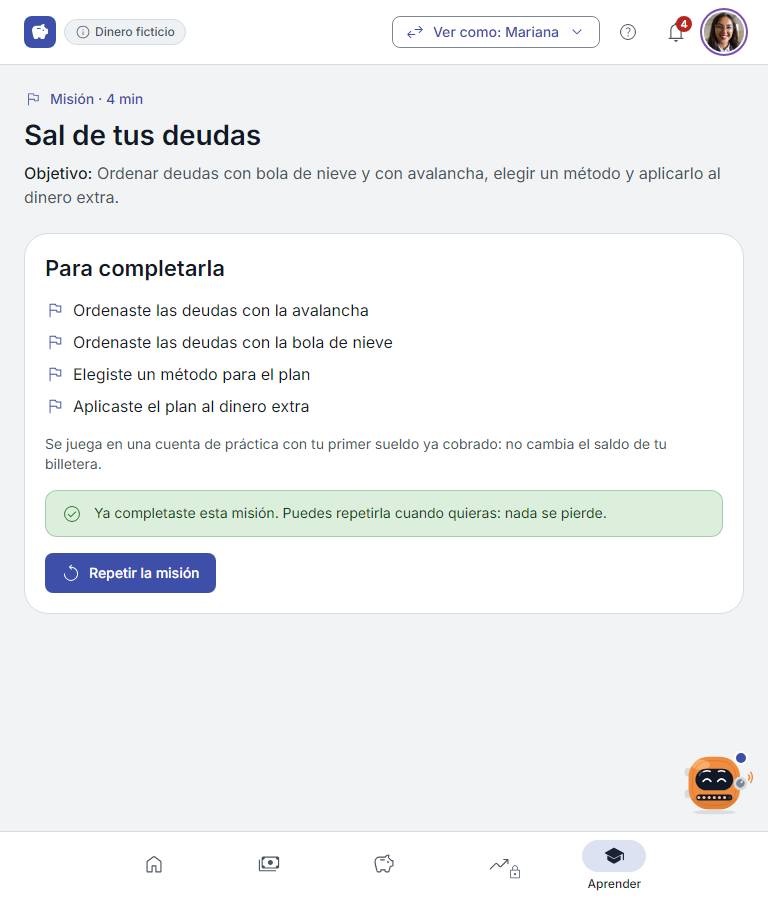 Dinero ficticio
Ver como: Mariana
4
Misión · 4 min
Sal de tus deudas
Objetivo: Ordenar deudas con bola de nieve y con avalancha, elegir un método y aplicarlo al
dinero extra.
Para completarla
Ordenaste las deudas con la avalancha
Ordenaste las deudas con la bola de nieve
Elegiste un método para el plan
Aplicaste el plan al dinero extra
Se juega en una cuenta de práctica con tu primer sueldo ya cobrado: no cambia el saldo de tu
billetera.
Ya completaste esta misión. Puedes repetirla cuando quieras: nada se pierde.
Repetir la misión
Aprender